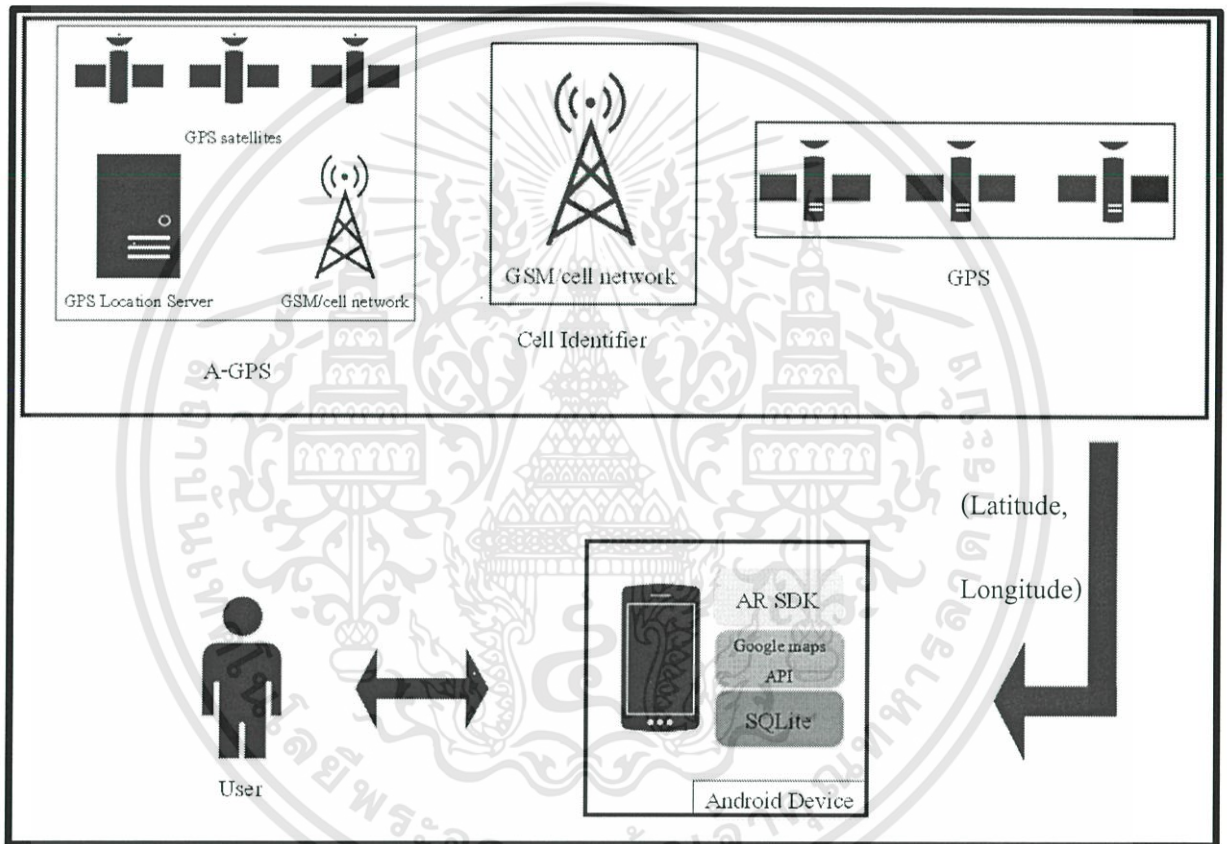 GPS satellites
GPS Location Server
GSM/cell network
A-GPS
GSM/cell network
Cell Identifier
GPS
(Latitude,
Longitude)
User
AR SDK
Google maps
API
SQLite
Android Device